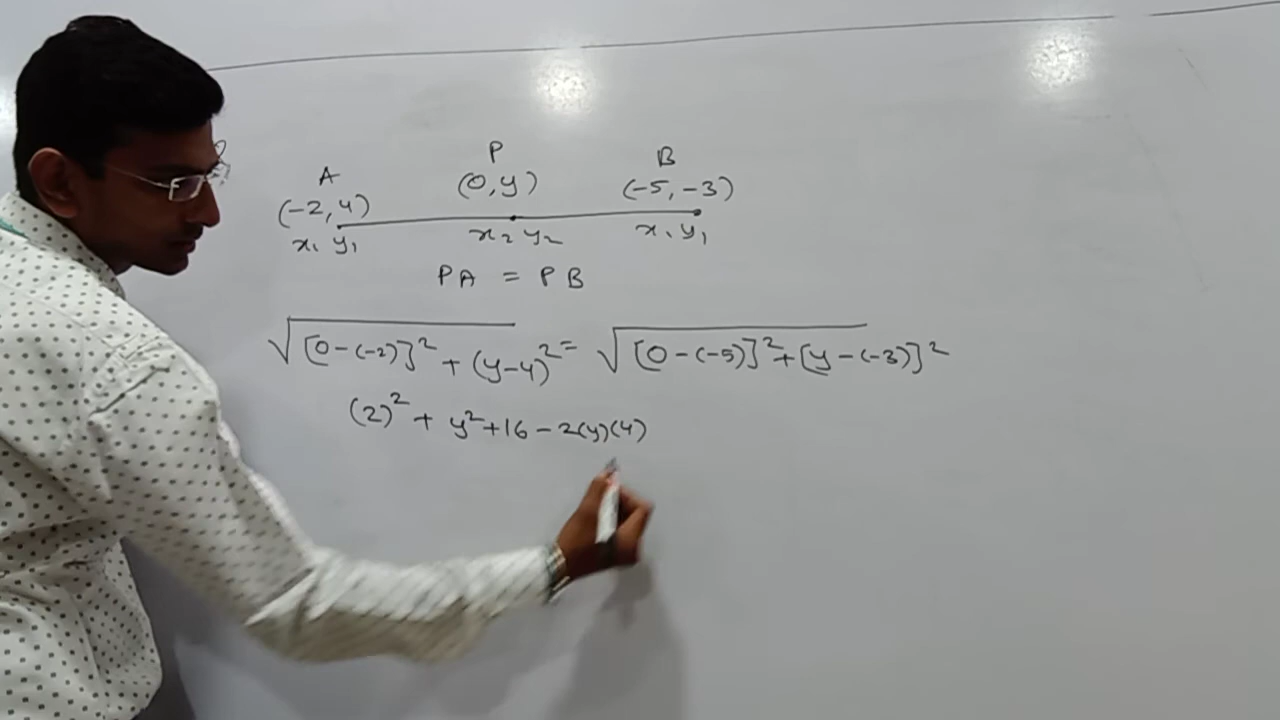 A P B
(-2, 4) (0, y) (-5, -3)
x₁ y₁ x₂ y₂ x₁ y₁
PA = PB
√[0-(-2)]² + (y-4)² = √[0-(-5)]² + [y-(-3)]²
(2)² + y² + 16 - 2(y)(4)